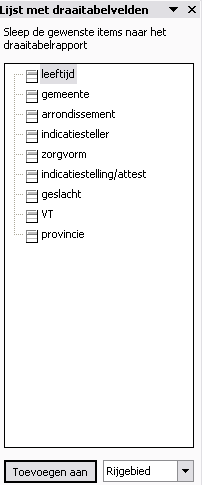 Lijst met draaitabelvelden
Sleep de gewenste items naar het
draaitabelrapport
leeftijd
gemeente
arrondissement
indicatiesteller
zorgvorm
indicatiestelling/attest
geslacht
VT
provincie
Toevoegen aan
Rijgebied